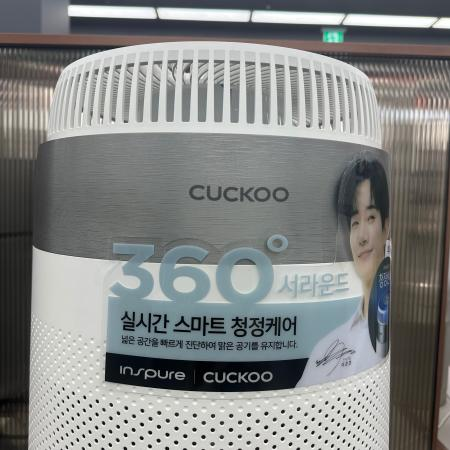 CUCKOO
360°
서라운드
실시간 스마트 청정케어
넓은 공간을 빠르게 진단하여 맑은 공기를 유지합니다.
inspure | CUCKOO